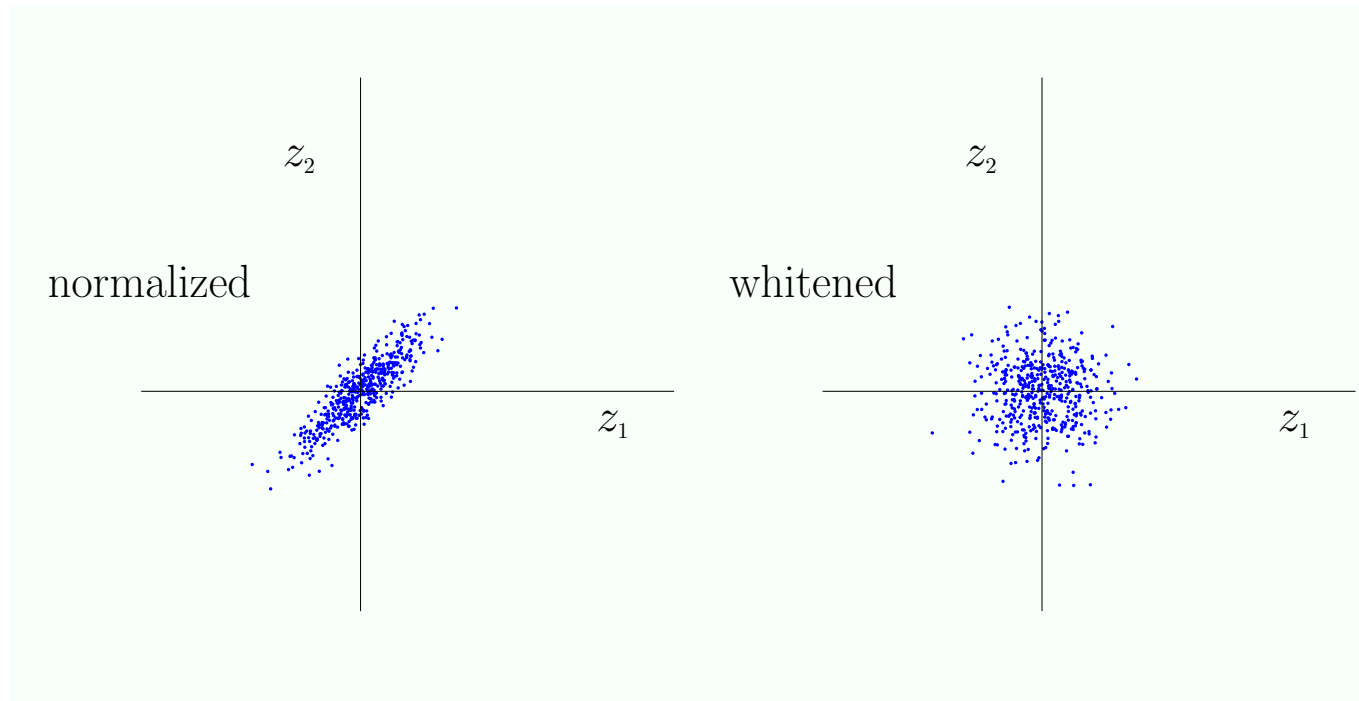 z₂
normalized
z₁
z₂
whitened
z₁